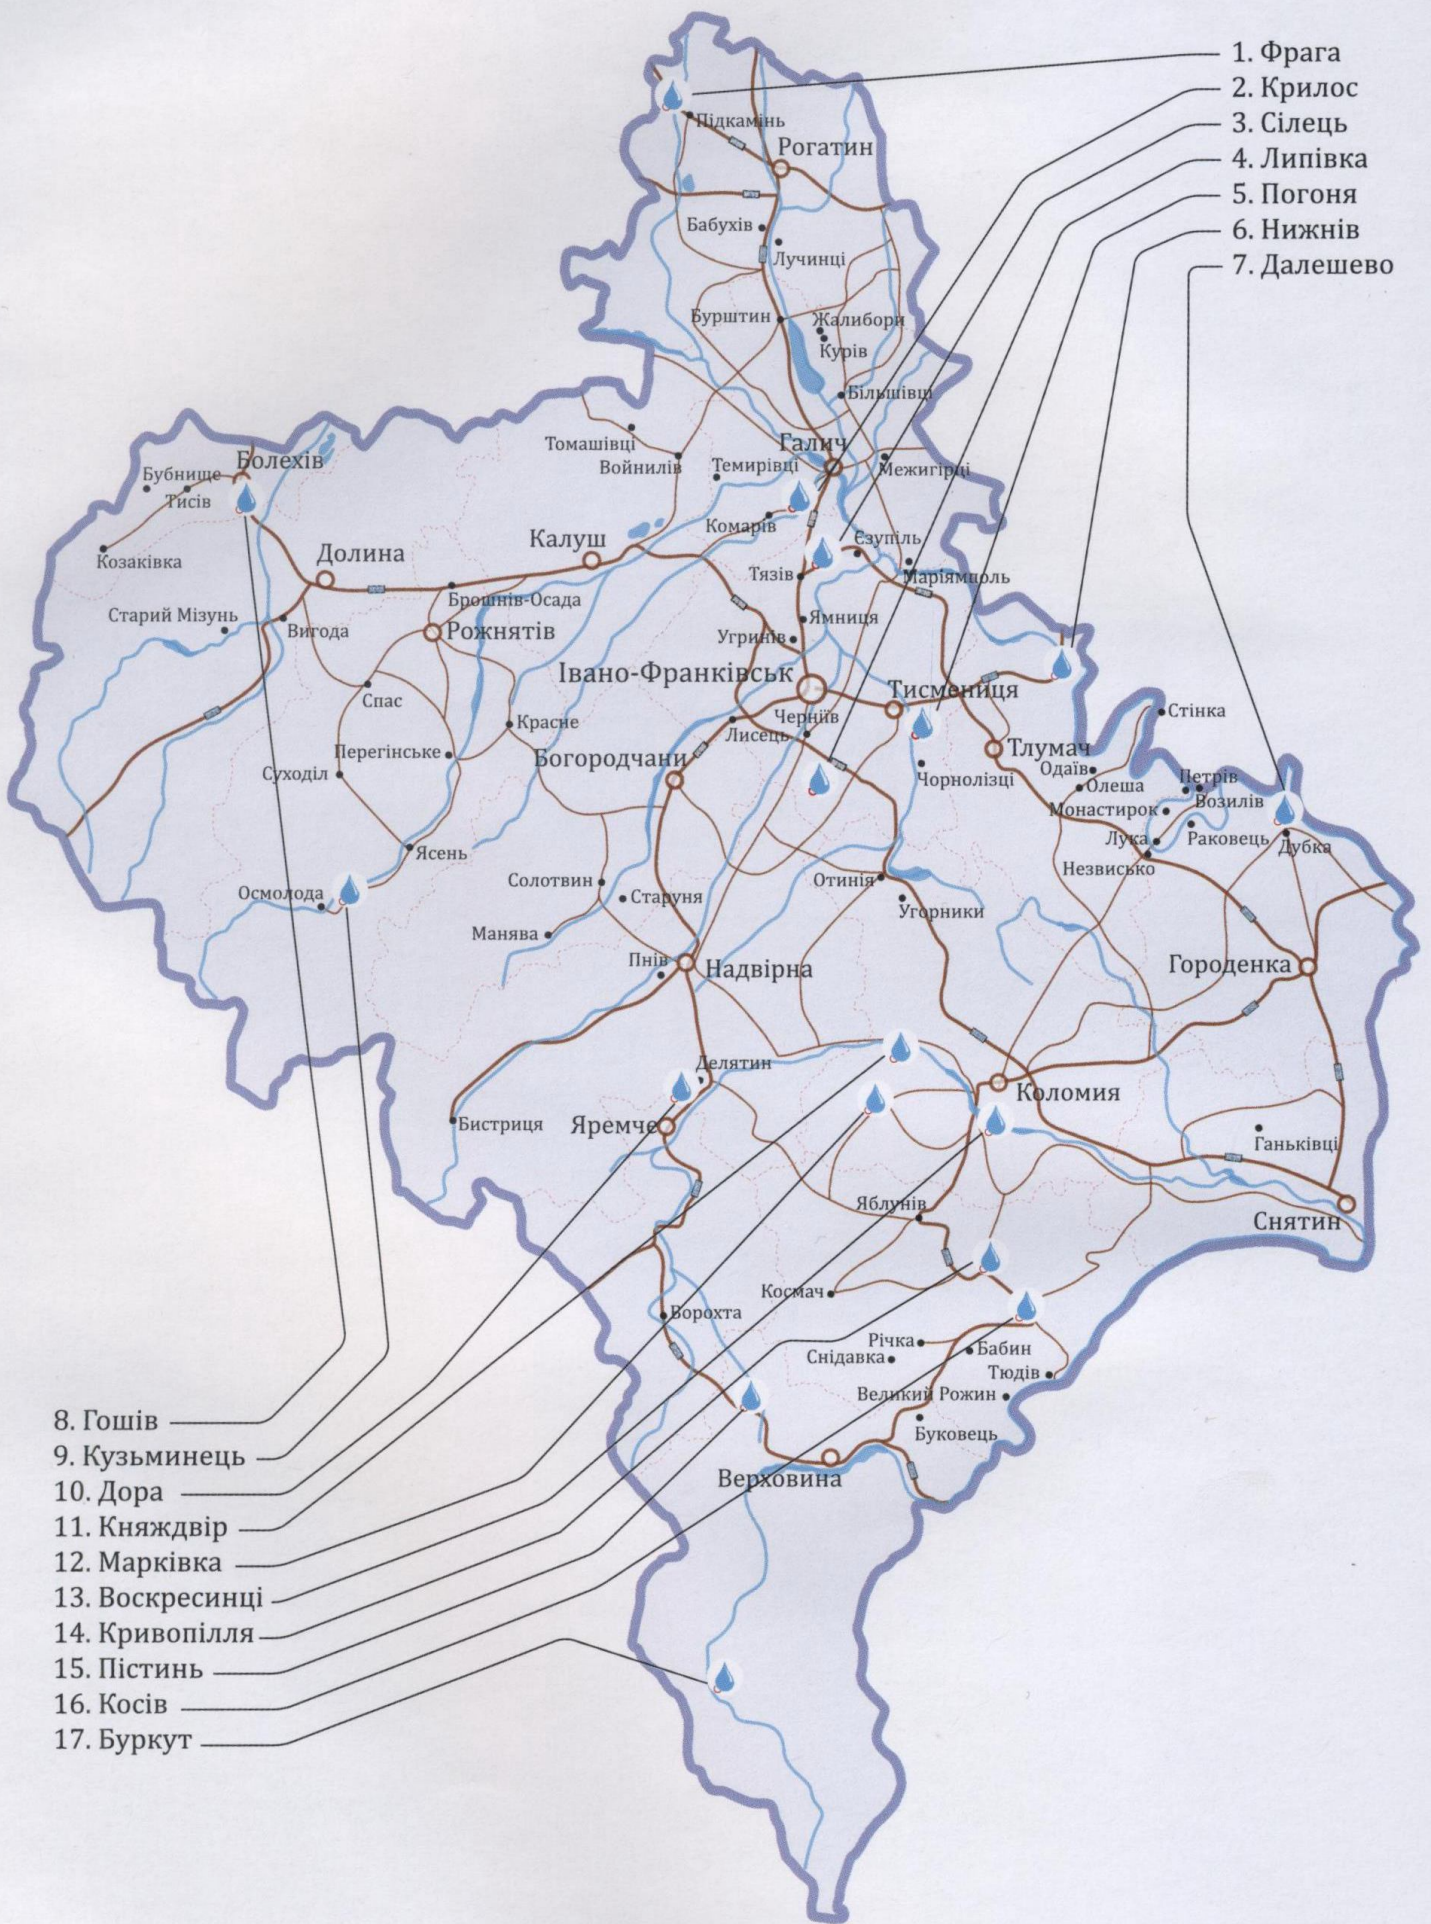 1. Фрага
2. Крилос
3. Сілець
4. Липівка
5. Погоня
6. Нижнів
7. Далешево
Підкамінь
Рогатин
Бабухів
Лучинці
Бурштин
Жалибори
Курів
Більшівці
Томашівці
Галич
Войнилів
Темирівці
Межигірці
Болехів
Бубнище
Тисів
Комарів
Козаківка
Долина
Калуш
Єзупіль
Тязів
Маріямполь
Брошнів-Осада
Старий Мізунь
Вигода
Рожнятів
Ямниця
Угринів
Івано-Франківськ
Тисмениця
Спас
Красне
Черніїв
Лисець
Стінка
Перегінське
Богородчани
Тлумач
Суходіл
Чорнолізці
Одаїв
Олеша
Петрів
Возилів
Монастирок
Лука
Раковець
Дубка
Ясень
Незвисько
Осмолода
Солотвин
Старуня
Отинія
Угорники
Манява
Пнів
Надвірна
Городенка
Делятин
Коломия
Бистриця
Яремче
Ганьківці
Яблунів
Снятин
Космач
Ворохта
Річка
Снідавка
Бабин
Тюдів
Великий Рожин
Буковець
Верховина
8. Гошів
9. Кузьминець
10. Дора
11. Княждвір
12. Марківка
13. Воскресинці
14. Кривопілля
15. Пістинь
16. Косів
17. Буркут